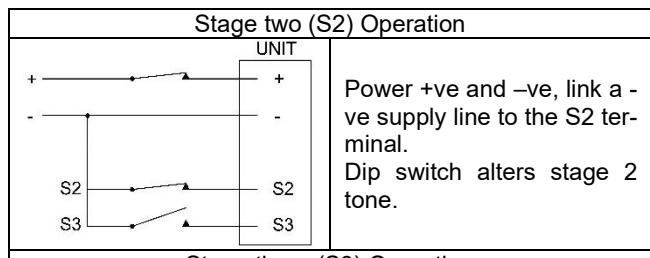 Stage two (S2) Operation
UNIT
+ +
- -
S2 S2
S3 S3
Power +ve and –ve, link a -
ve supply line to the S2 ter-
minal.
Dip switch alters stage 2
tone.